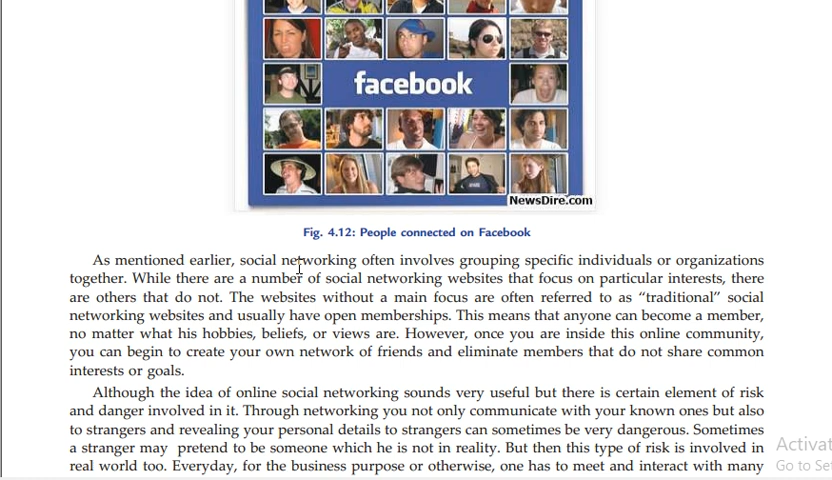 facebook
NewsDire.com
Fig. 4.12: People connected on Facebook
As mentioned earlier, social networking often involves grouping specific individuals or organizations
together. While there are a number of social networking websites that focus on particular interests, there
are others that do not. The websites without a main focus are often referred to as “traditional” social
networking websites and usually have open memberships. This means that anyone can become a member,
no matter what his hobbies, beliefs, or views are. However, once you are inside this online community,
you can begin to create your own network of friends and eliminate members that do not share common
interests or goals.
Although the idea of online social networking sounds very useful but there is certain element of risk
and danger involved in it. Through networking you not only communicate with your known ones but also
to strangers and revealing your personal details to strangers can sometimes be very dangerous. Sometimes
a stranger may pretend to be someone which he is not in reality. But then this type of risk is involved in
real world too. Everyday, for the business purpose or otherwise, one has to meet and interact with many
Activat
Go to Set